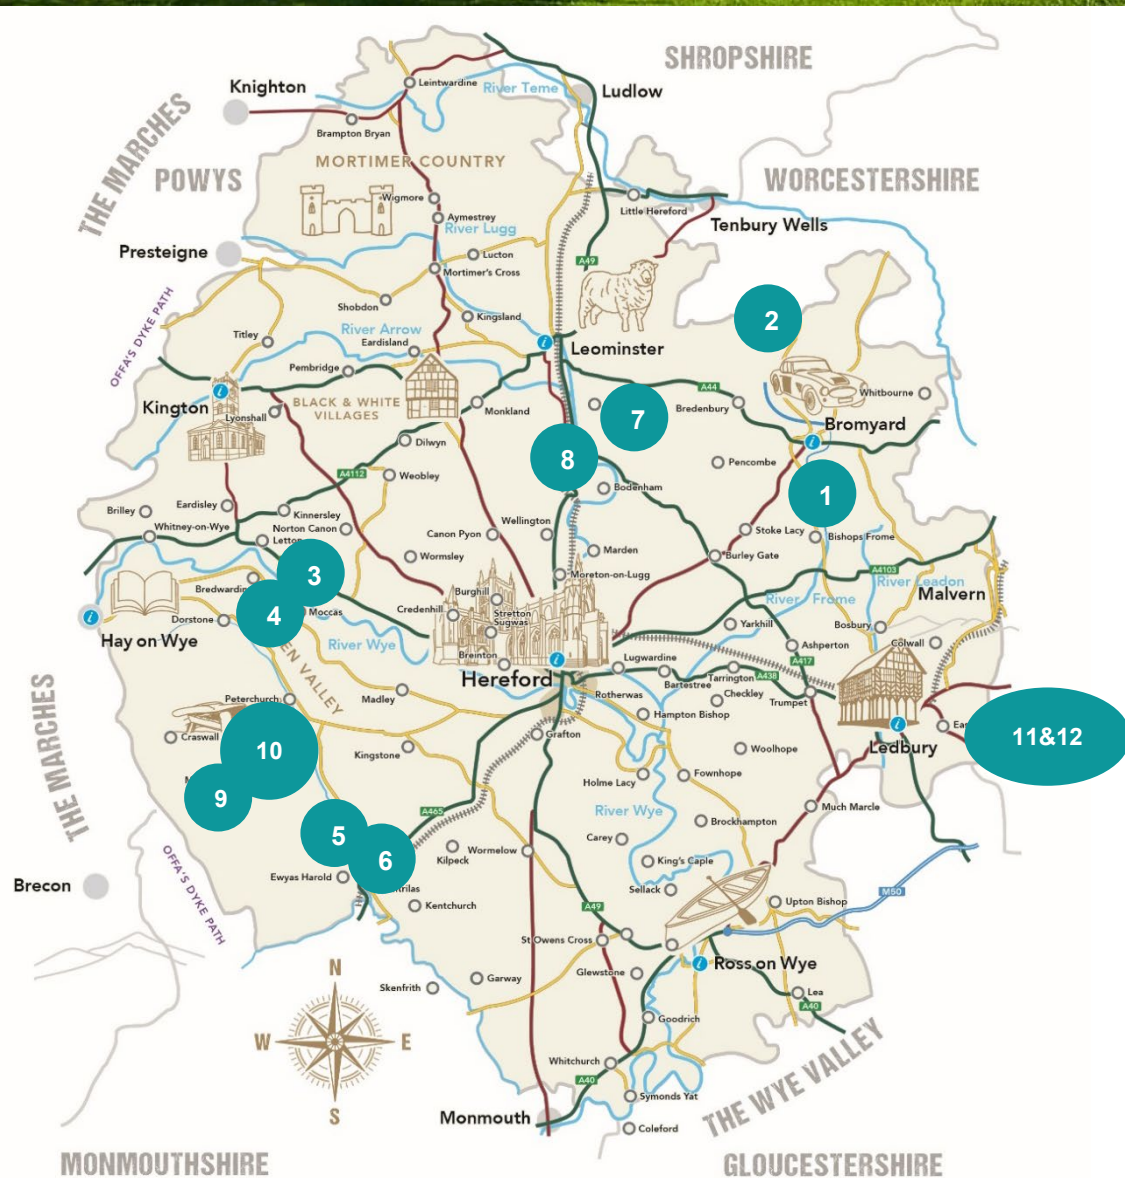 SHROPSHIRE
Knighton
Leintwardine
River Teme
Ludlow
THE MARCHES
Brampton Bryan
MORTIMER COUNTRY
POWYS
WORCESTERSHIRE
Wigmore
Little Hereford
Aymestrey
Tenbury Wells
River Lugg
Presteigne
Lucton
A49
Mortimer's Cross
OFFA'S DYKE PATH
Shobdon
Kingsland
2
Titley
River Arrow
Eardisland
Leominster
Pembridge
A44
Whitbourne
Kington
Lyonshall
BLACK & WHITE
VILLAGES
Monkland
7
Bredenbury
Bromyard
Dilwyn
8
Pencombe
A4112
Weobley
Bodenham
1
Brilley
Eardisley
Kinnersley
Whitney-on-Wye
Norton Canon
Letton
Canon Pyon
Wellington
Stoke Lacy
Bishops Frome
Wormsley
Marden
Burley Gate
3
Moreton-on-Lugg
A4103
River Leadon
Malvern
Burghill
River Frome
4
Moccas
Credenhill
Stretton
Sugwas
Dorstone
Yarkhill
Bosbury
Hay on Wye
River Wye
Ashperton
Colwall
Breinton
Lugwardine
A417
Hereford
Bartestree
Tarrington
A438
THE MARCHES
Peterchurch
Madley
Rotherwas
Checkley
Trumpet
Hampton Bishop
Craswall
10
Grafton
11&12
Kingstone
Woolhope
Ledbury
9
Holme Lacy
Fownhope
A465
River Wye
Much Marcle
5
Brockhampton
6
Kilpeck
Wormelow
Carey
OFFA'S DYKE PATH
King's Caple
Brecon
Ewyas Harold
Sellack
M50
Kentchurch
A49
Upton Bishop
St Owens Cross
N
Ross on Wye
Skenfrith
Garway
Glewstone
Lea
A40
W
E
Goodrich
Whitchurch
A40
THE WYE VALLEY
S
Symonds Yat
Monmouth
Coleford
MONMOUTHSHIRE
GLOUCESTERSHIRE